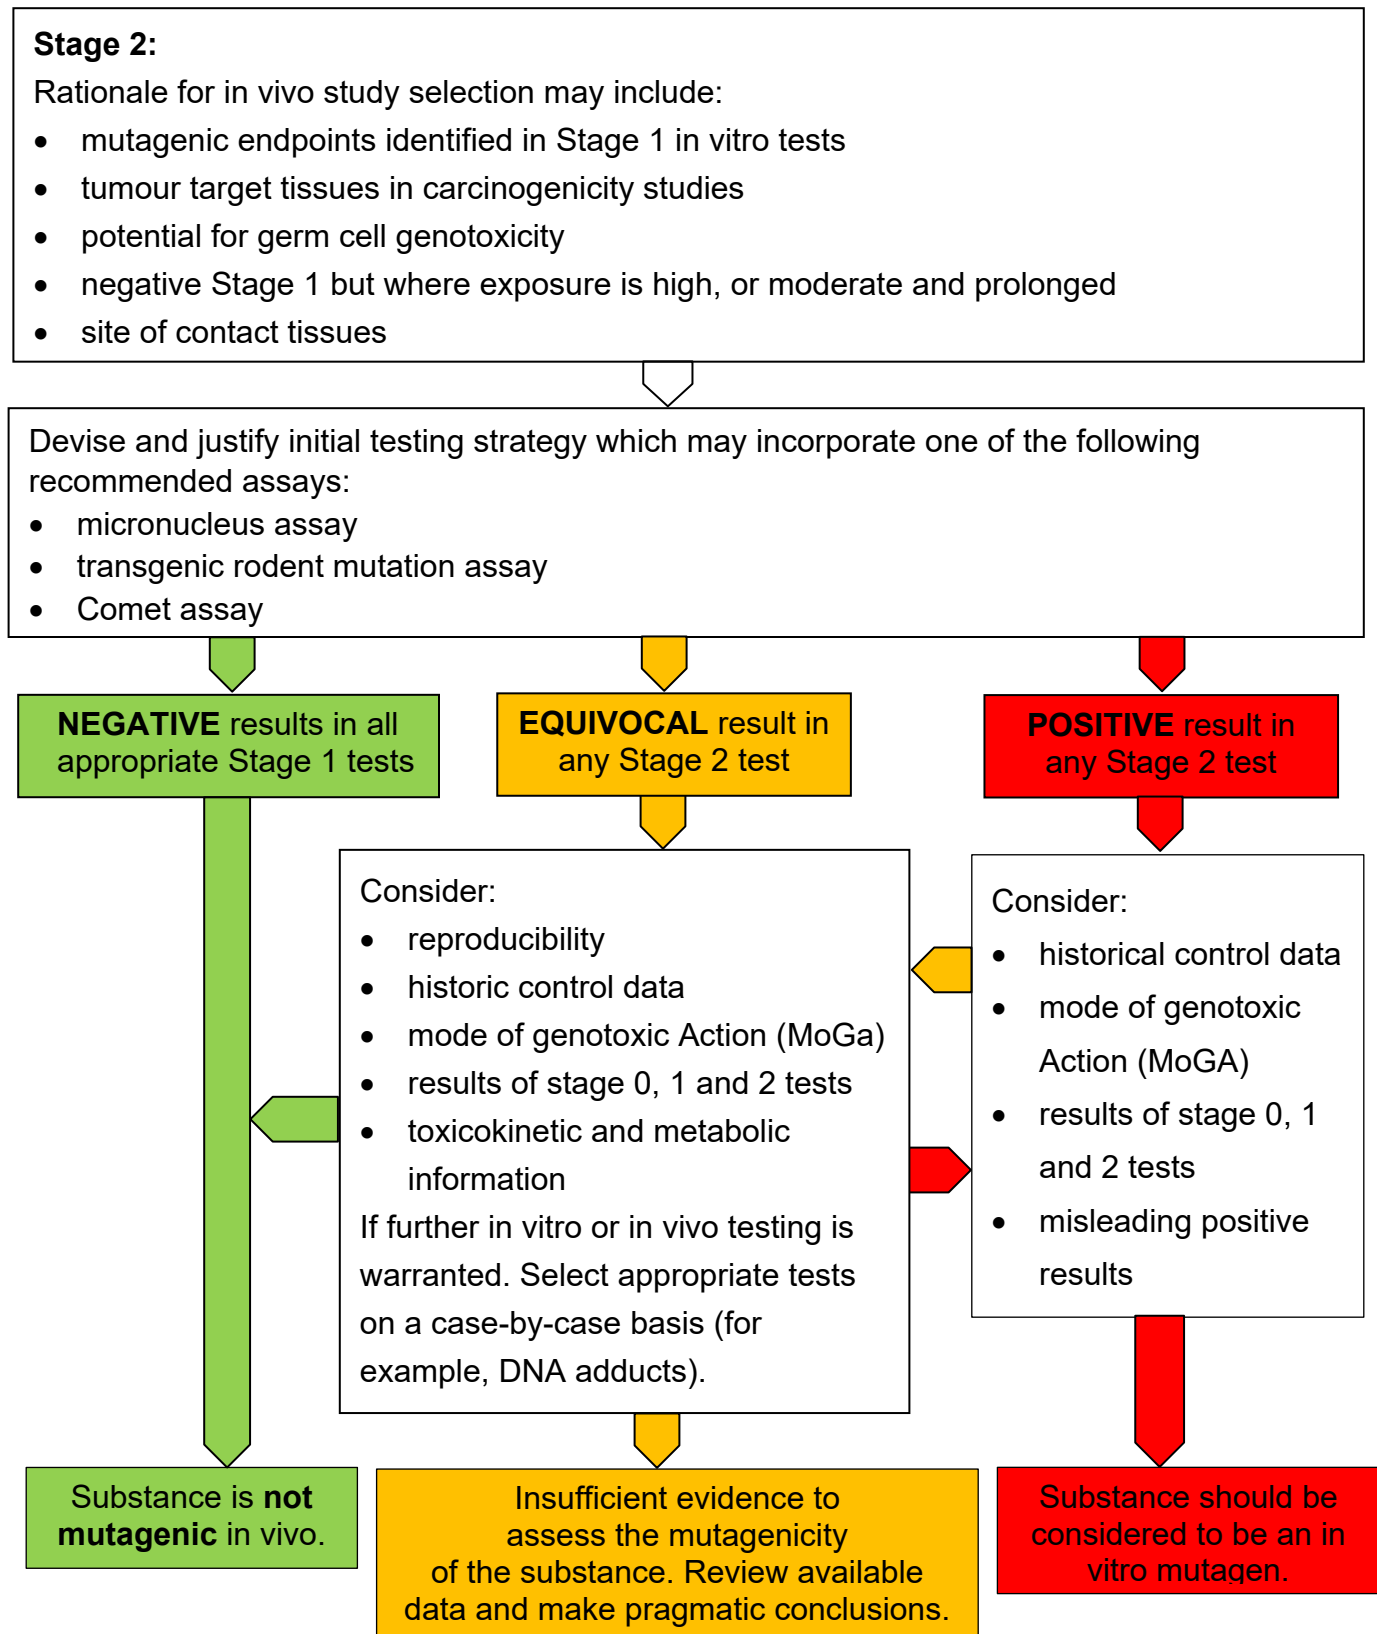 Stage 2:
Rationale for in vivo study selection may include:
• mutagenic endpoints identified in Stage 1 in vitro tests
• tumour target tissues in carcinogenicity studies
• potential for germ cell genotoxicity
• negative Stage 1 but where exposure is high, or moderate and prolonged
• site of contact tissues
Devise and justify initial testing strategy which may incorporate one of the following
recommended assays:
• micronucleus assay
• transgenic rodent mutation assay
• Comet assay
NEGATIVE results in all
appropriate Stage 1 tests
EQUIVOCAL result in
any Stage 2 test
POSITIVE result in
any Stage 2 test
Consider:
• reproducibility
• historic control data
• mode of genotoxic Action (MoGa)
• results of stage 0, 1 and 2 tests
• toxicokinetic and metabolic
information
If further in vitro or in vivo testing is
warranted. Select appropriate tests
on a case-by-case basis (for
example, DNA adducts).
Consider:
• historical control data
• mode of genotoxic
Action (MoGA)
• results of stage 0, 1
and 2 tests
• misleading positive
results
Substance is not
mutagenic in vivo.
Insufficient evidence to
assess the mutagenicity
of the substance. Review available
data and make pragmatic conclusions.
Substance should be
considered to be an in
vitro mutagen.